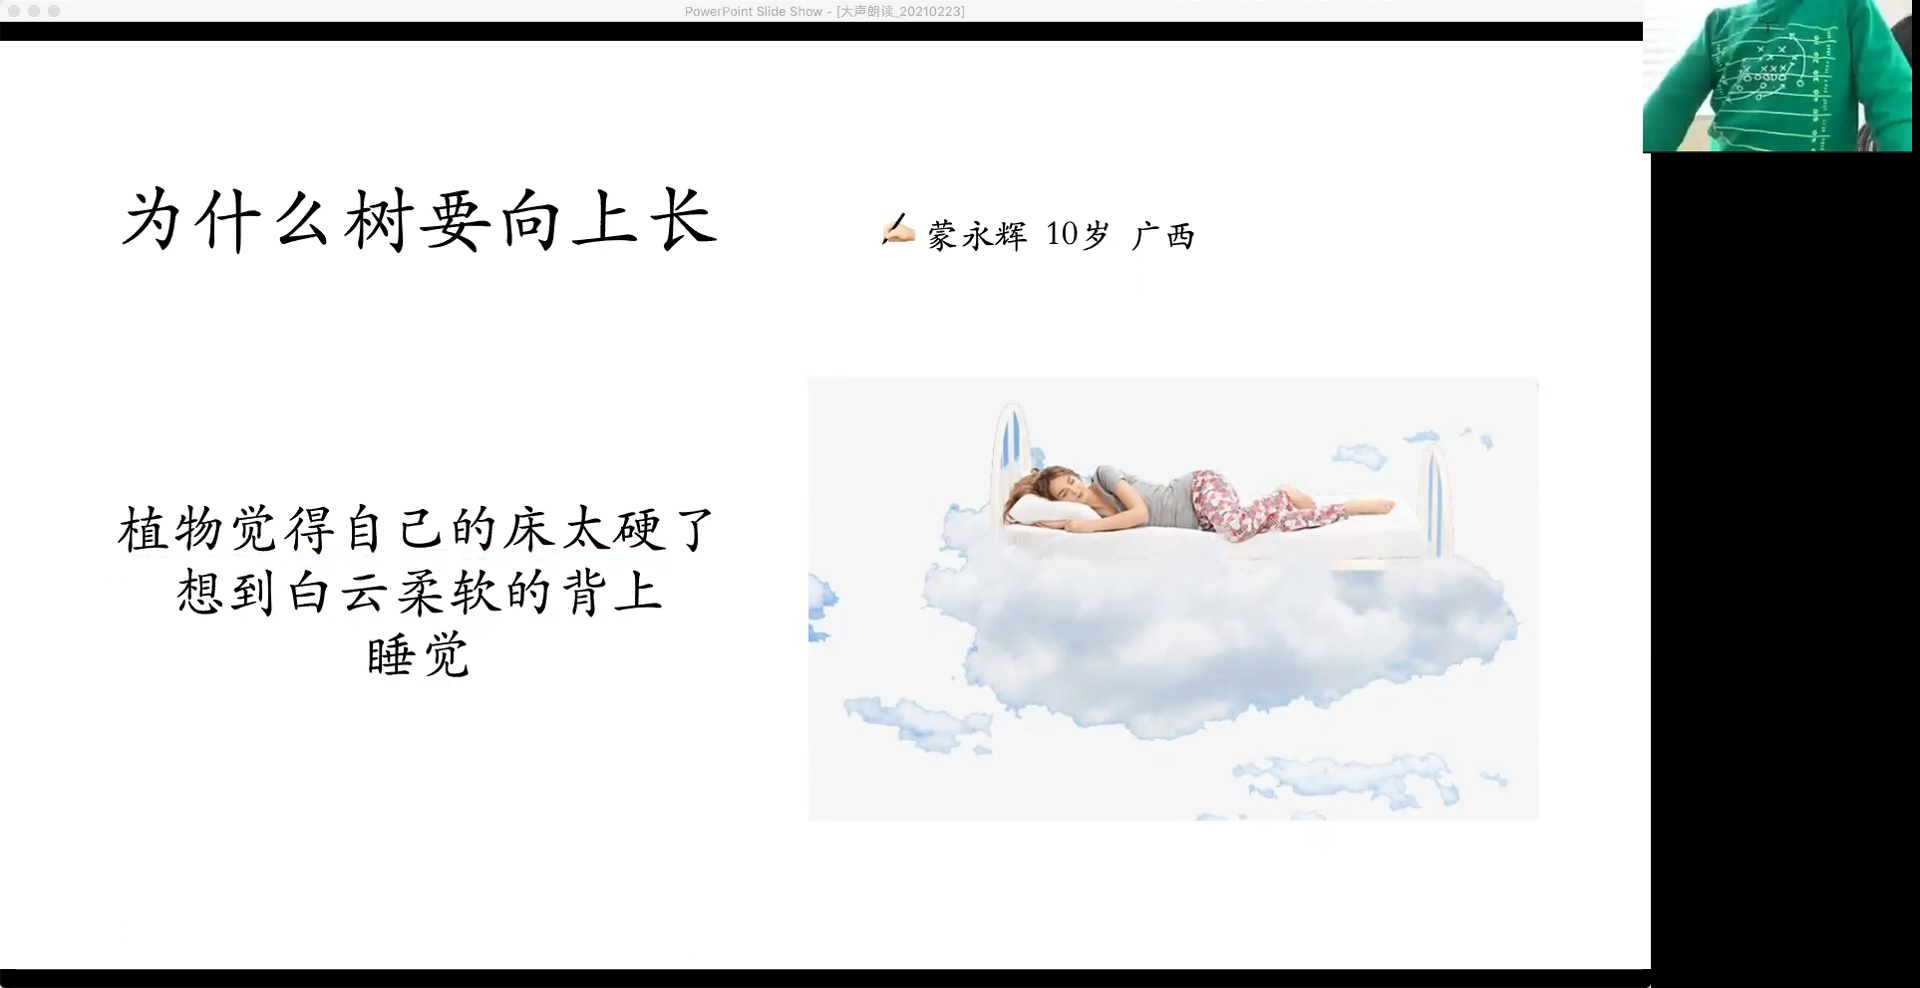 PowerPoint Slide Show - [大声朗读_20210223]
为什么树要向上长
✍🏻 蒙永辉 10岁 广西
植物觉得自己的床太硬了
想到白云柔软的背上
睡觉